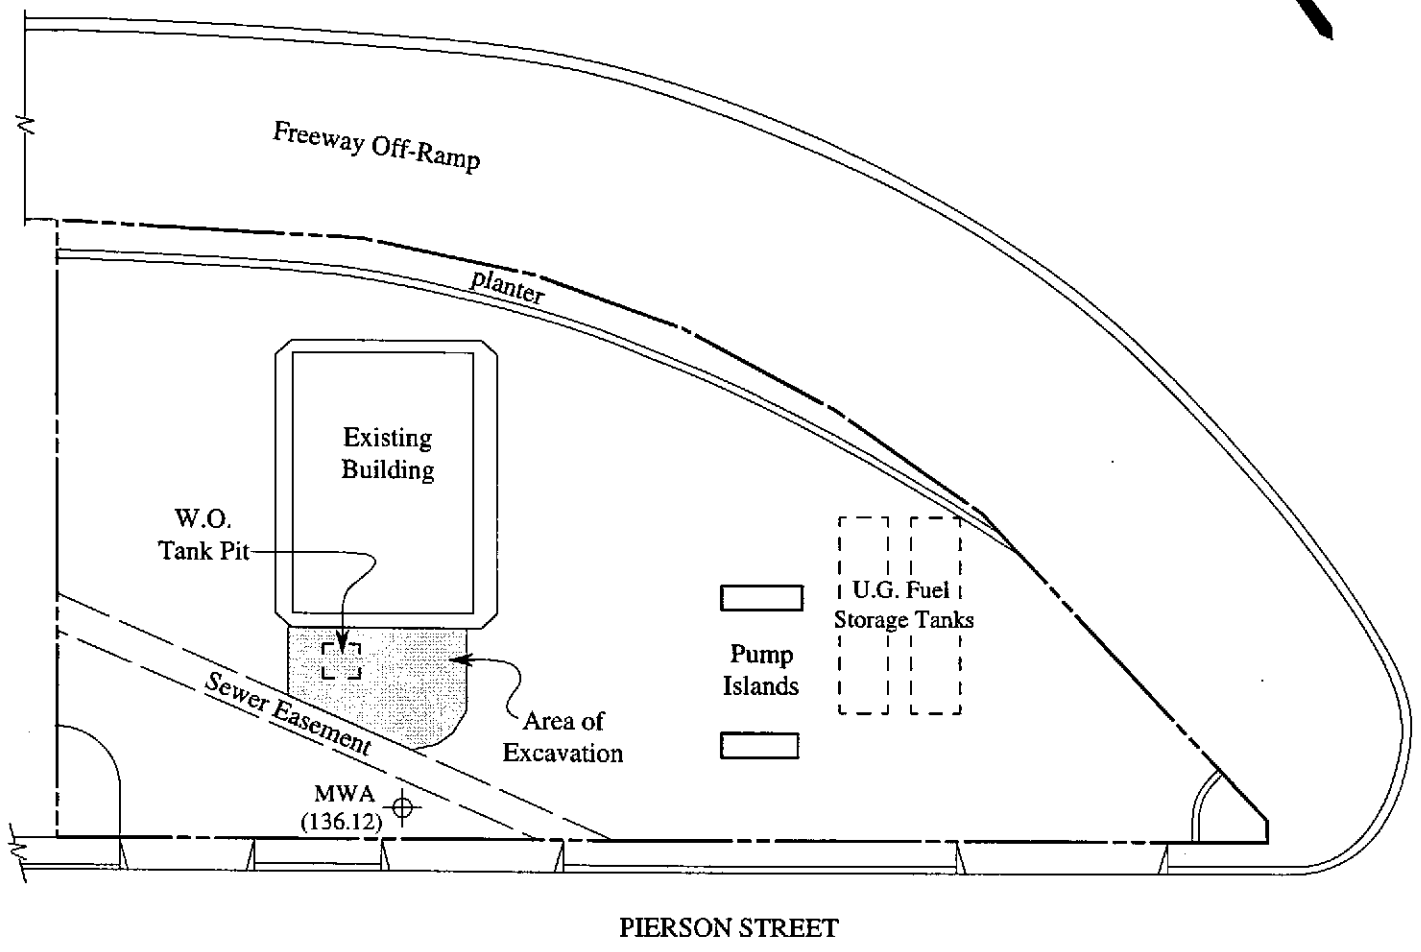 Freeway Off-Ramp
planter
Existing
Building
W.O.
Tank Pit
U.G. Fuel
Storage Tanks
Pump
Islands
Sewer Easement
Area of
Excavation
MWA
(136.12)
PIERSON STREET